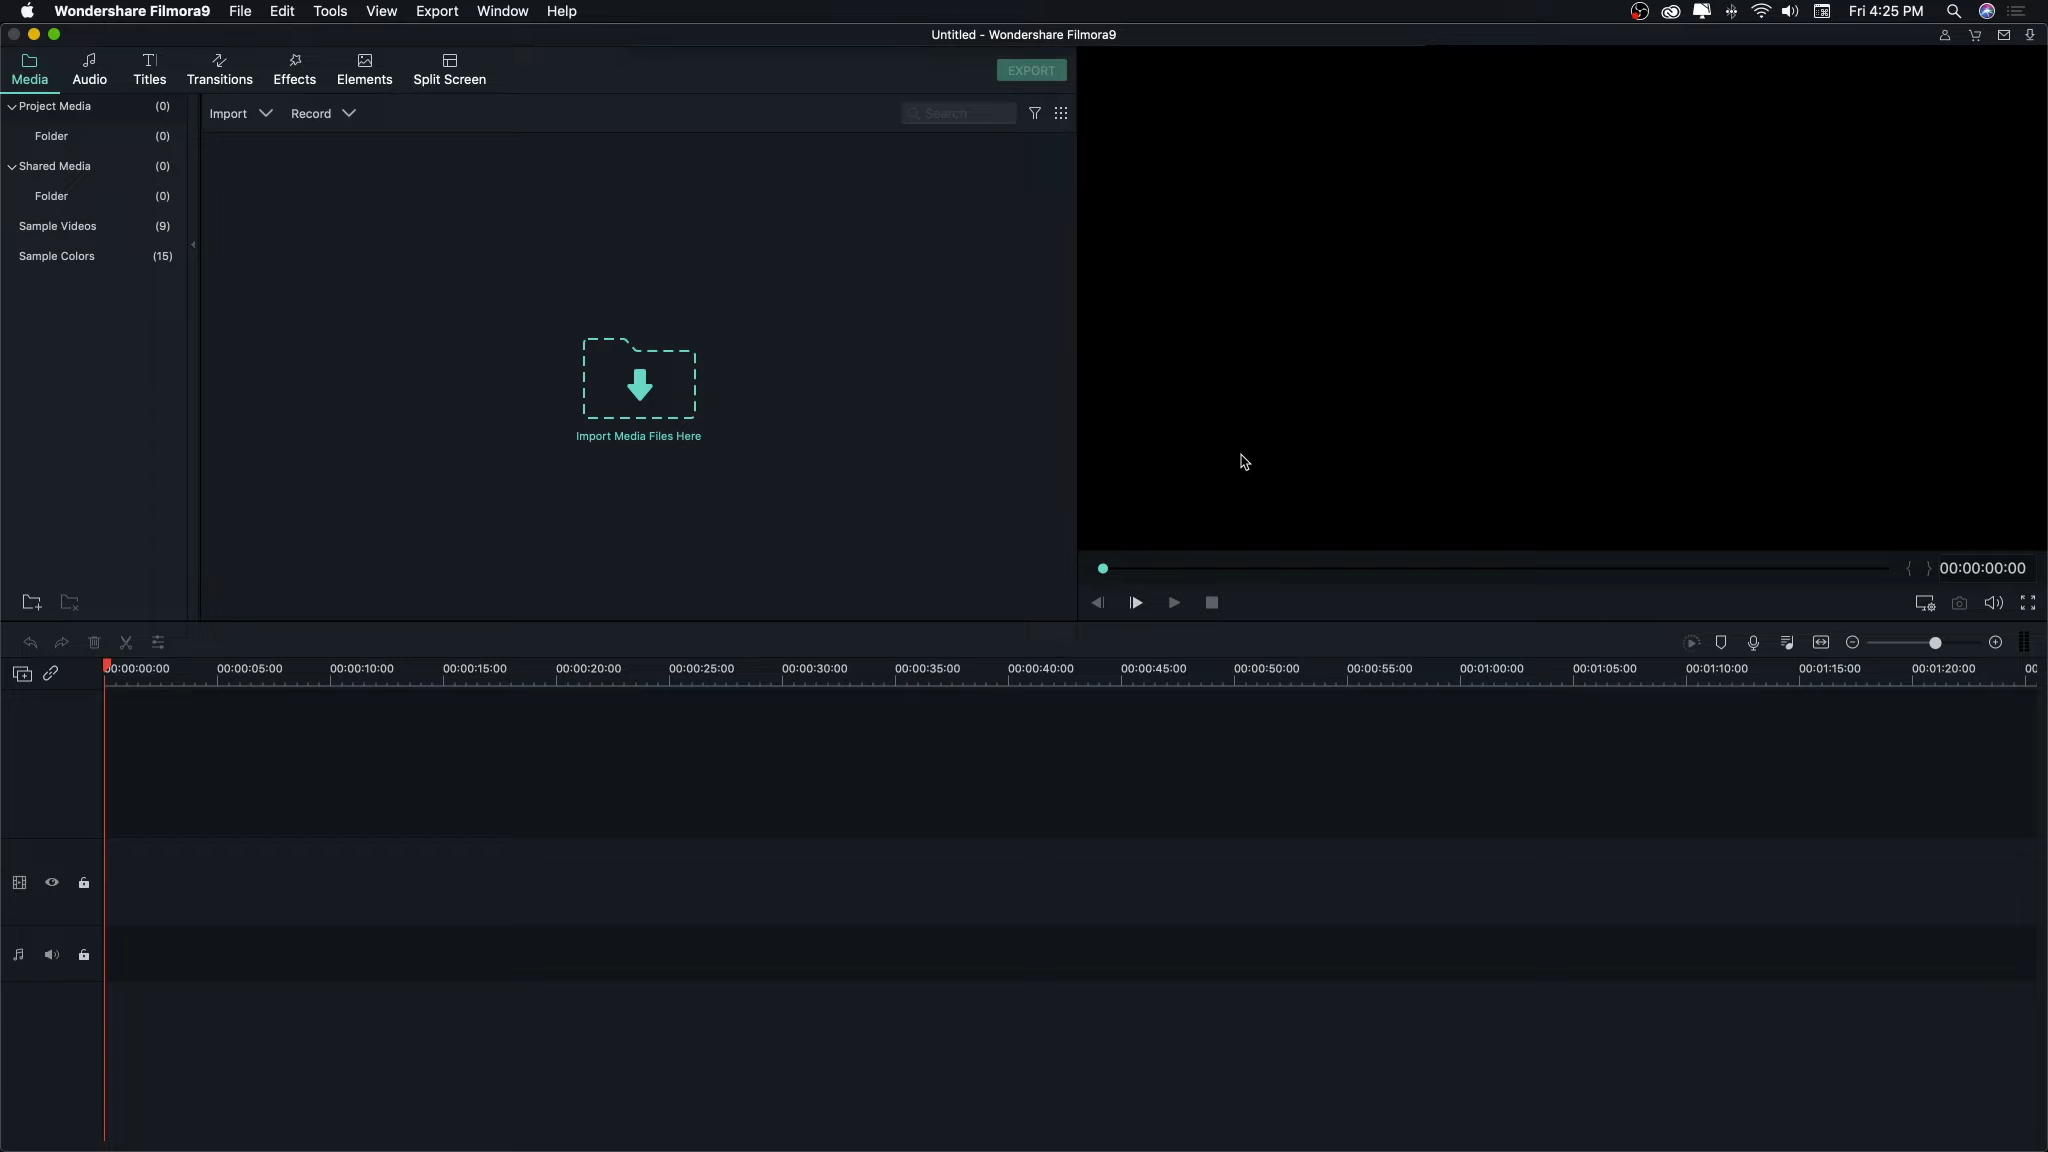 Wondershare Filmora9 File Edit Tools View Export Window Help Fri 4:25 PM
Untitled - Wondershare Filmora9
Media Audio Titles Transitions Effects Elements Split Screen EXPORT
Project Media (0)
Import Record Search
Folder (0)
Shared Media (0)
Folder (0)
Sample Videos (9)
Sample Colors (15)
Import Media Files Here
{ } 00:00:00:00
00:00:00:00 00:00:05:00 00:00:10:00 00:00:15:00 00:00:20:00 00:00:25:00 00:00:30:00 00:00:35:00 00:00:40:00 00:00:45:00 00:00:50:00 00:00:55:00 00:01:00:00 00:01:05:00 00:01:10:00 00:01:15:00 00:01:20:00